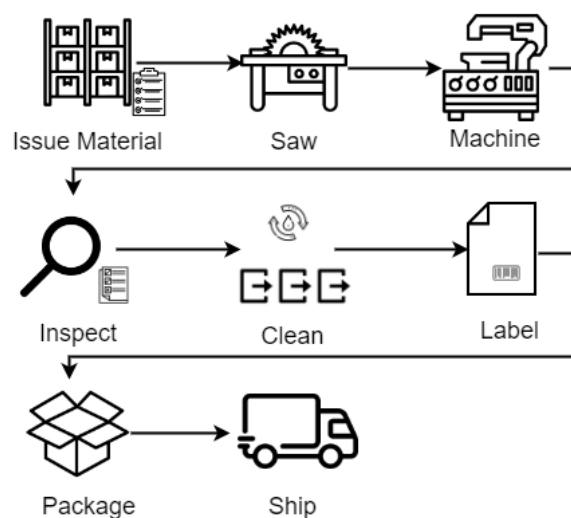 Issue Material
Saw
Machine
Inspect
Clean
Label
Package
Ship